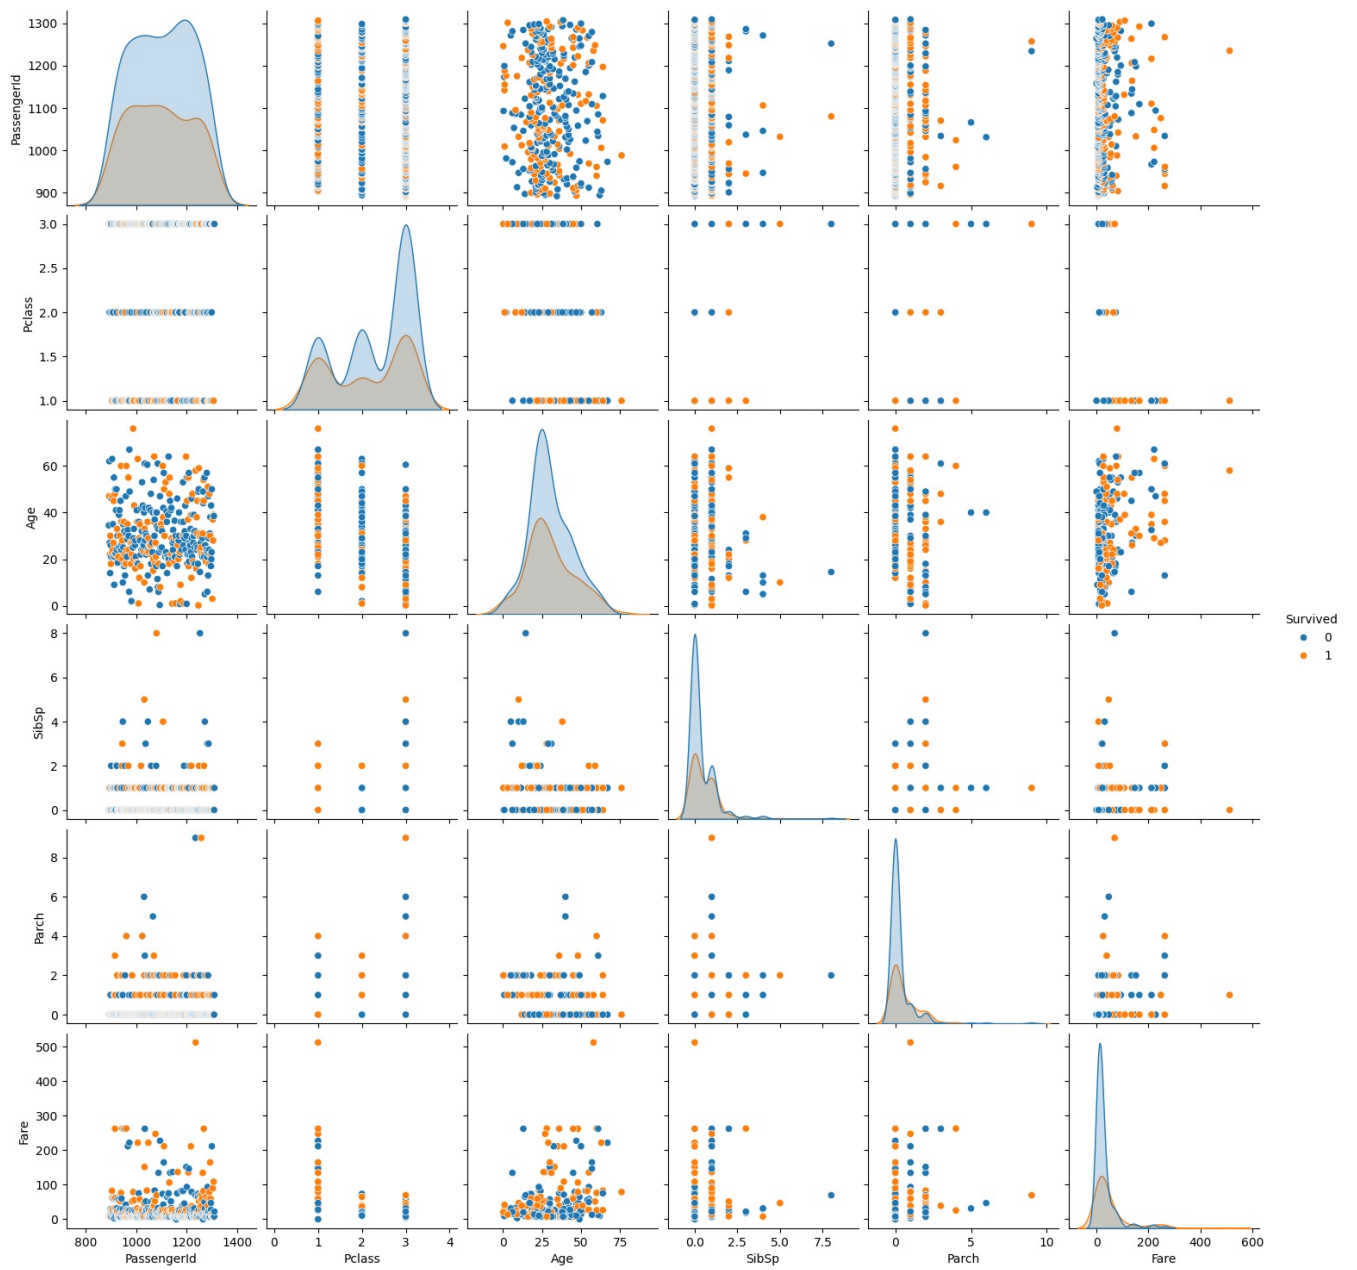 1300
1200
1100
1000
900
PassengerId
3.0
2.5
2.0
1.5
1.0
Pclass
60
40
20
0
Age
8
6
4
2
0
SibSp
Survived
0
1
8
6
4
2
0
Parch
500
400
300
200
100
0
Fare
800 1000 1200 1400
0 1 2 3 4
0 25 50 75
0.0 2.5 5.0 7.5
0 5 10
0 200 400 600
PassengerId Pclass Age SibSp Parch Fare